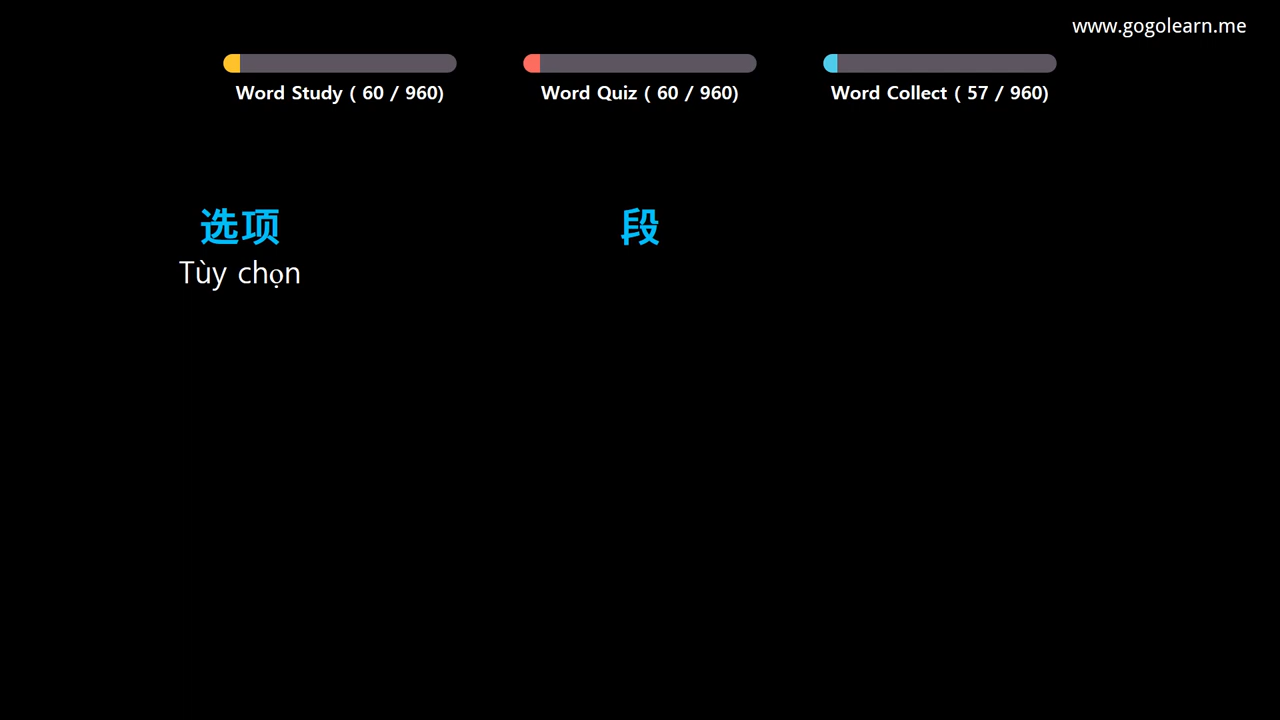 www.gogolearn.me
Word Study ( 60 / 960)
Word Quiz ( 60 / 960)
Word Collect ( 57 / 960)
选项
Tùy chọn
段